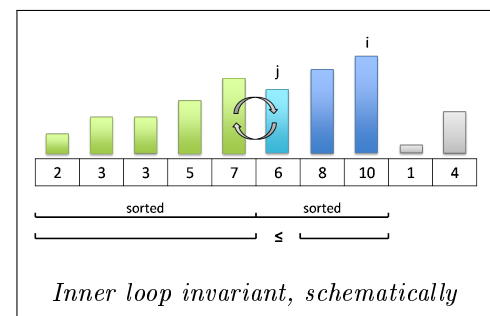 i
j
2 3 3 5 7 6 8 10 1 4
sorted sorted
≤
Inner loop invariant, schematically